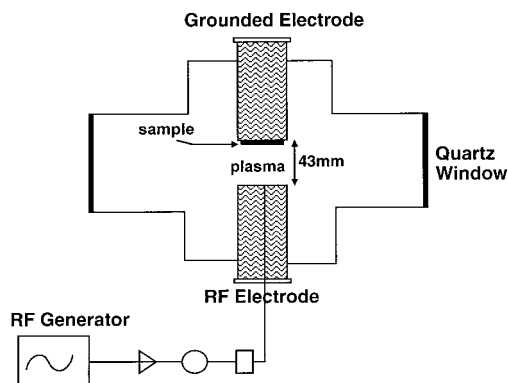 Grounded Electrode
sample
plasma
43mm
Quartz
Window
RF Electrode
RF Generator